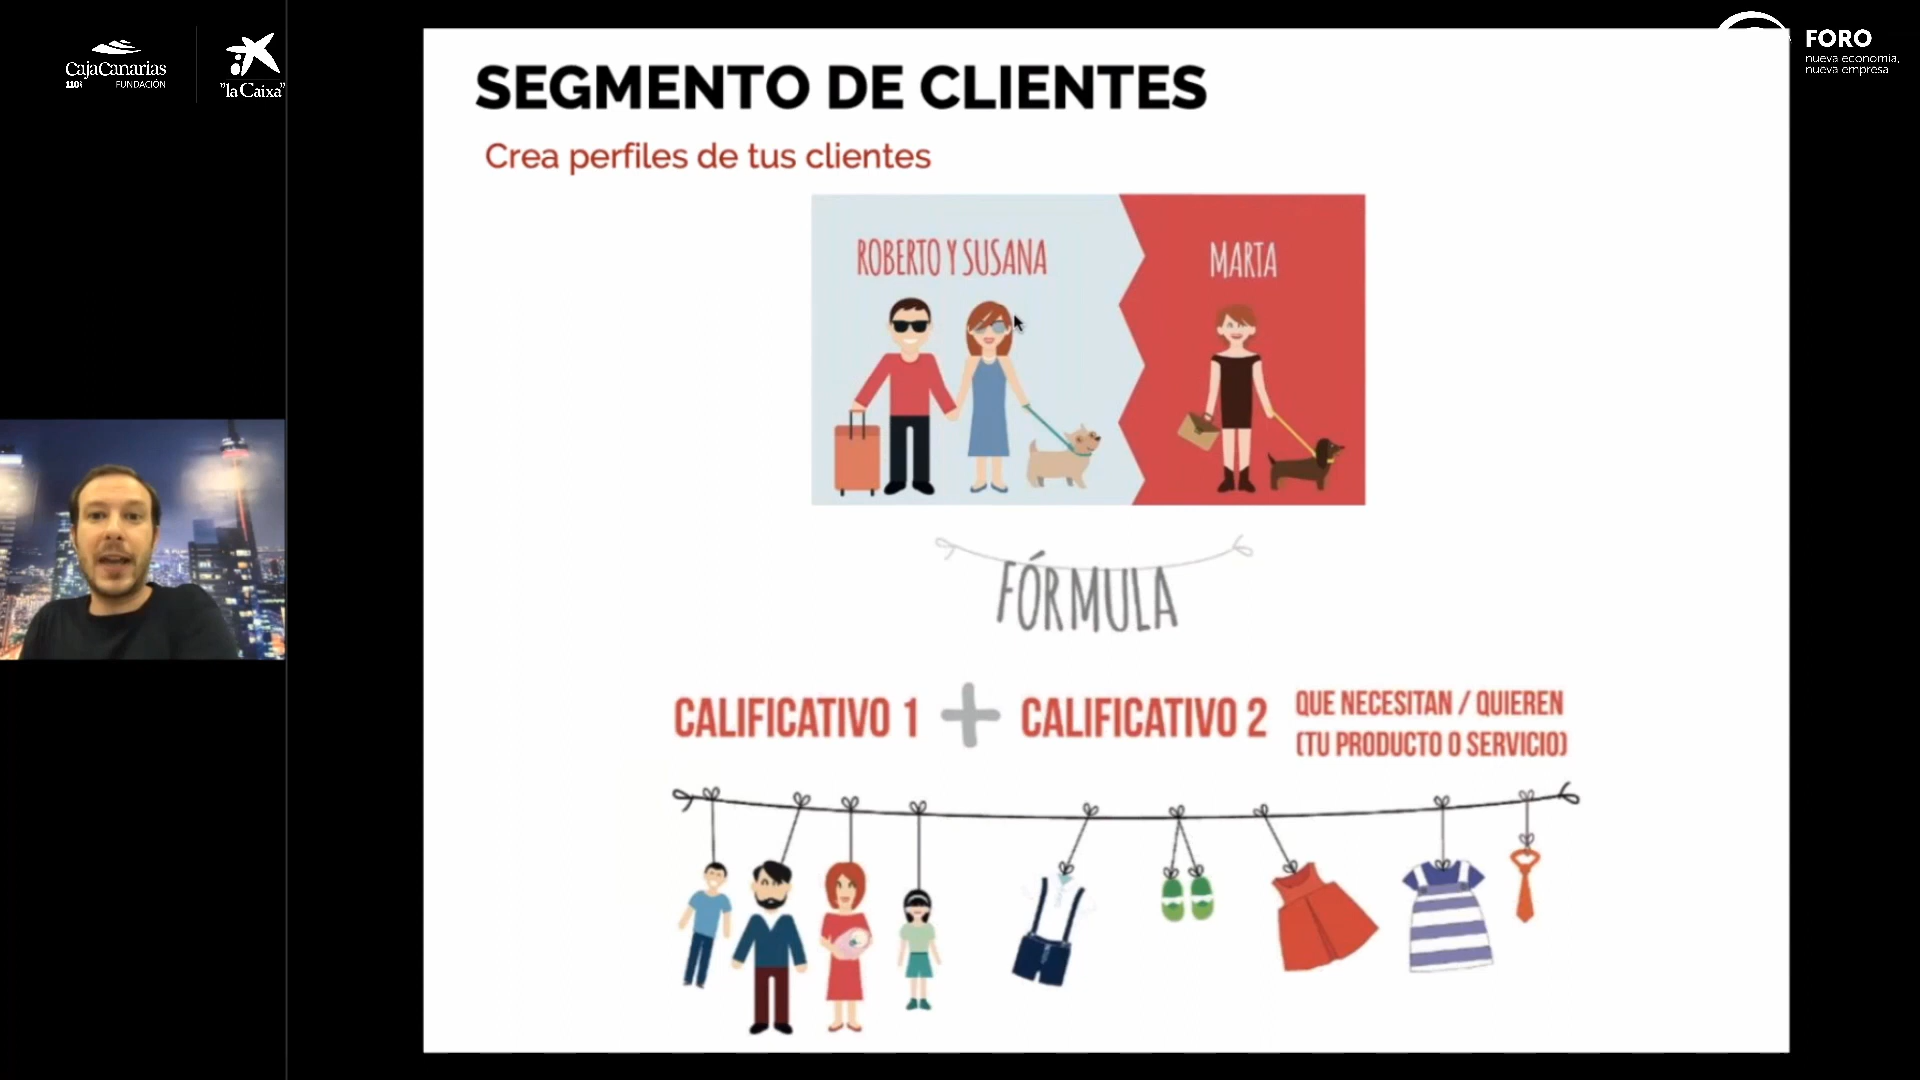 CajaCanarias
FUNDACIÓN
"la Caixa"
FORO
nueva economía,
nueva empresa
SEGMENTO DE CLIENTES
Crea perfiles de tus clientes
ROBERTO Y SUSANA
MARTA
FÓRMULA
CALIFICATIVO 1 + CALIFICATIVO 2
QUE NECESITAN / QUIEREN
(TU PRODUCTO O SERVICIO)